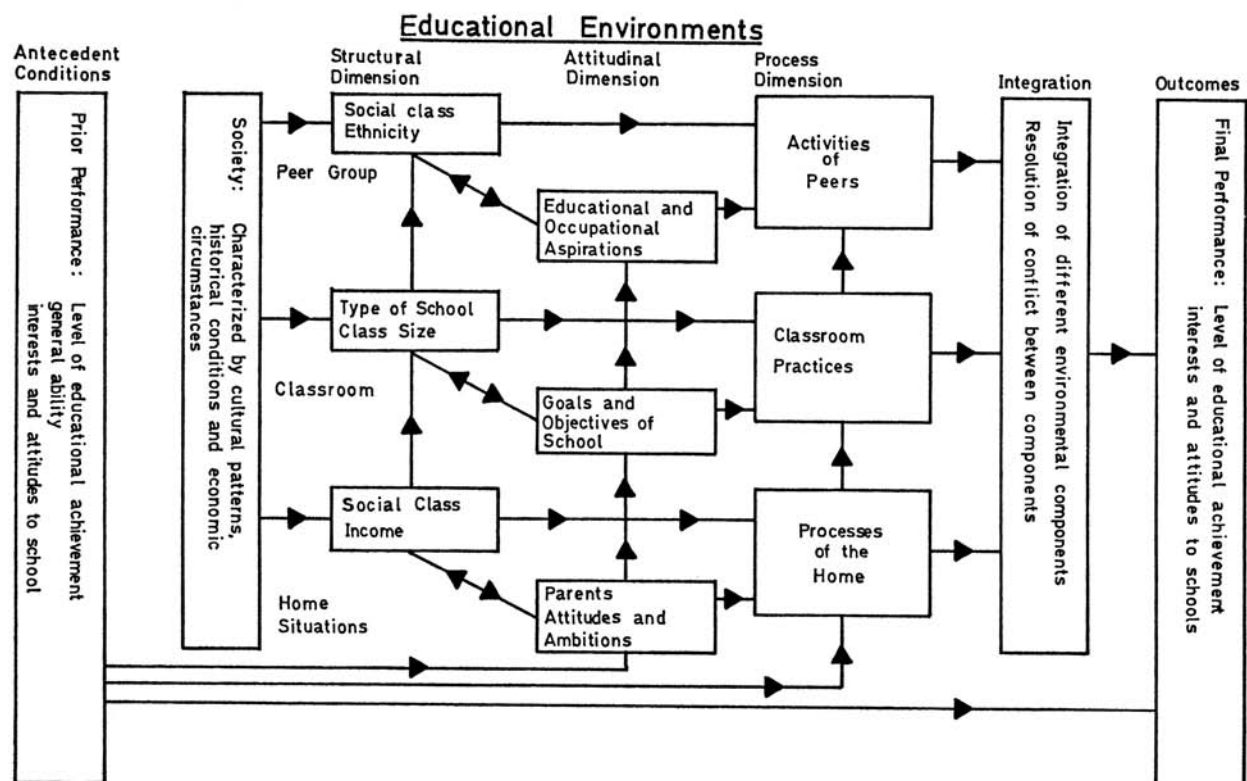 Educational Environments
Antecedent
Conditions
Structural
Dimension
Attitudinal
Dimension
Process
Dimension
Integration
Outcomes
Prior Performance: Level of educational achievement
general ability
interests and attitudes to school
Society: Characterized by cultural patterns,
historical conditions and economic
circumstances
Social class
Ethnicity
Peer Group
Educational and
Occupational
Aspirations
Activities
of
Peers
Type of School
Class Size
Classroom
Goals and
Objectives of
School
Classroom
Practices
Social Class
Income
Home
Situations
Parents
Attitudes and
Ambitions
Processes
of the
Home
Integration of different environmental components
Resolution of conflict between components
Final Performance: Level of educational achievement
interests and attitudes to schools